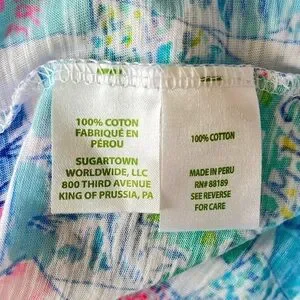 100% COTON
FABRIQUÉ EN
PÉROU
SUGARTOWN
WORLDWIDE, LLC
800 THIRD AVENUE
KING OF PRUSSIA, PA
100% COTTON
MADE IN PERU
RN# 88189
SEE REVERSE
FOR CARE